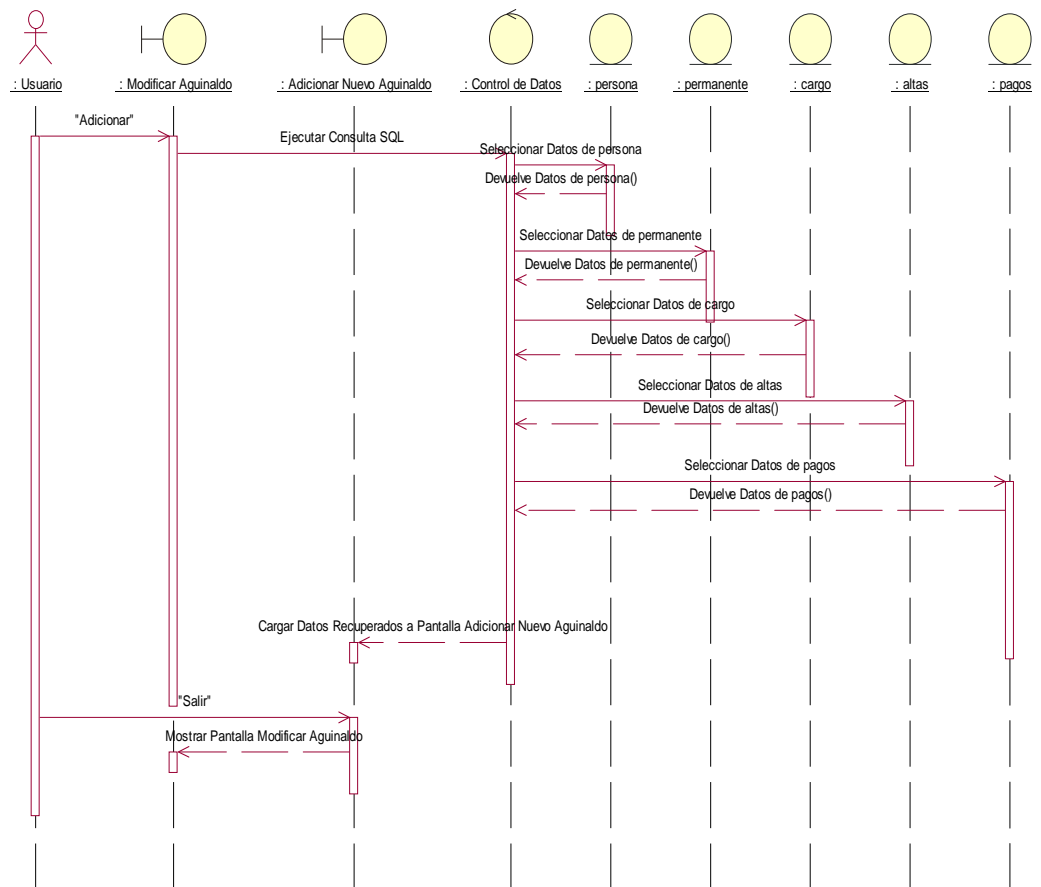 : Usuario
: Modificar Aguinaldo
: Adicionar Nuevo Aguinaldo
: Control de Datos
: persona
: permanente
: cargo
: altas
: pagos
"Adicionar"
Ejecutar Consulta SQL
Seleccionar Datos de persona
Devuelve Datos de persona()
Seleccionar Datos de permanente
Devuelve Datos de permanente()
Seleccionar Datos de cargo
Devuelve Datos de cargo()
Seleccionar Datos de altas
Devuelve Datos de altas()
Seleccionar Datos de pagos
Devuelve Datos de pagos()
Cargar Datos Recuperados a Pantalla Adicionar Nuevo Aguinaldo
"Salir"
Mostrar Pantalla Modificar Aguinaldo